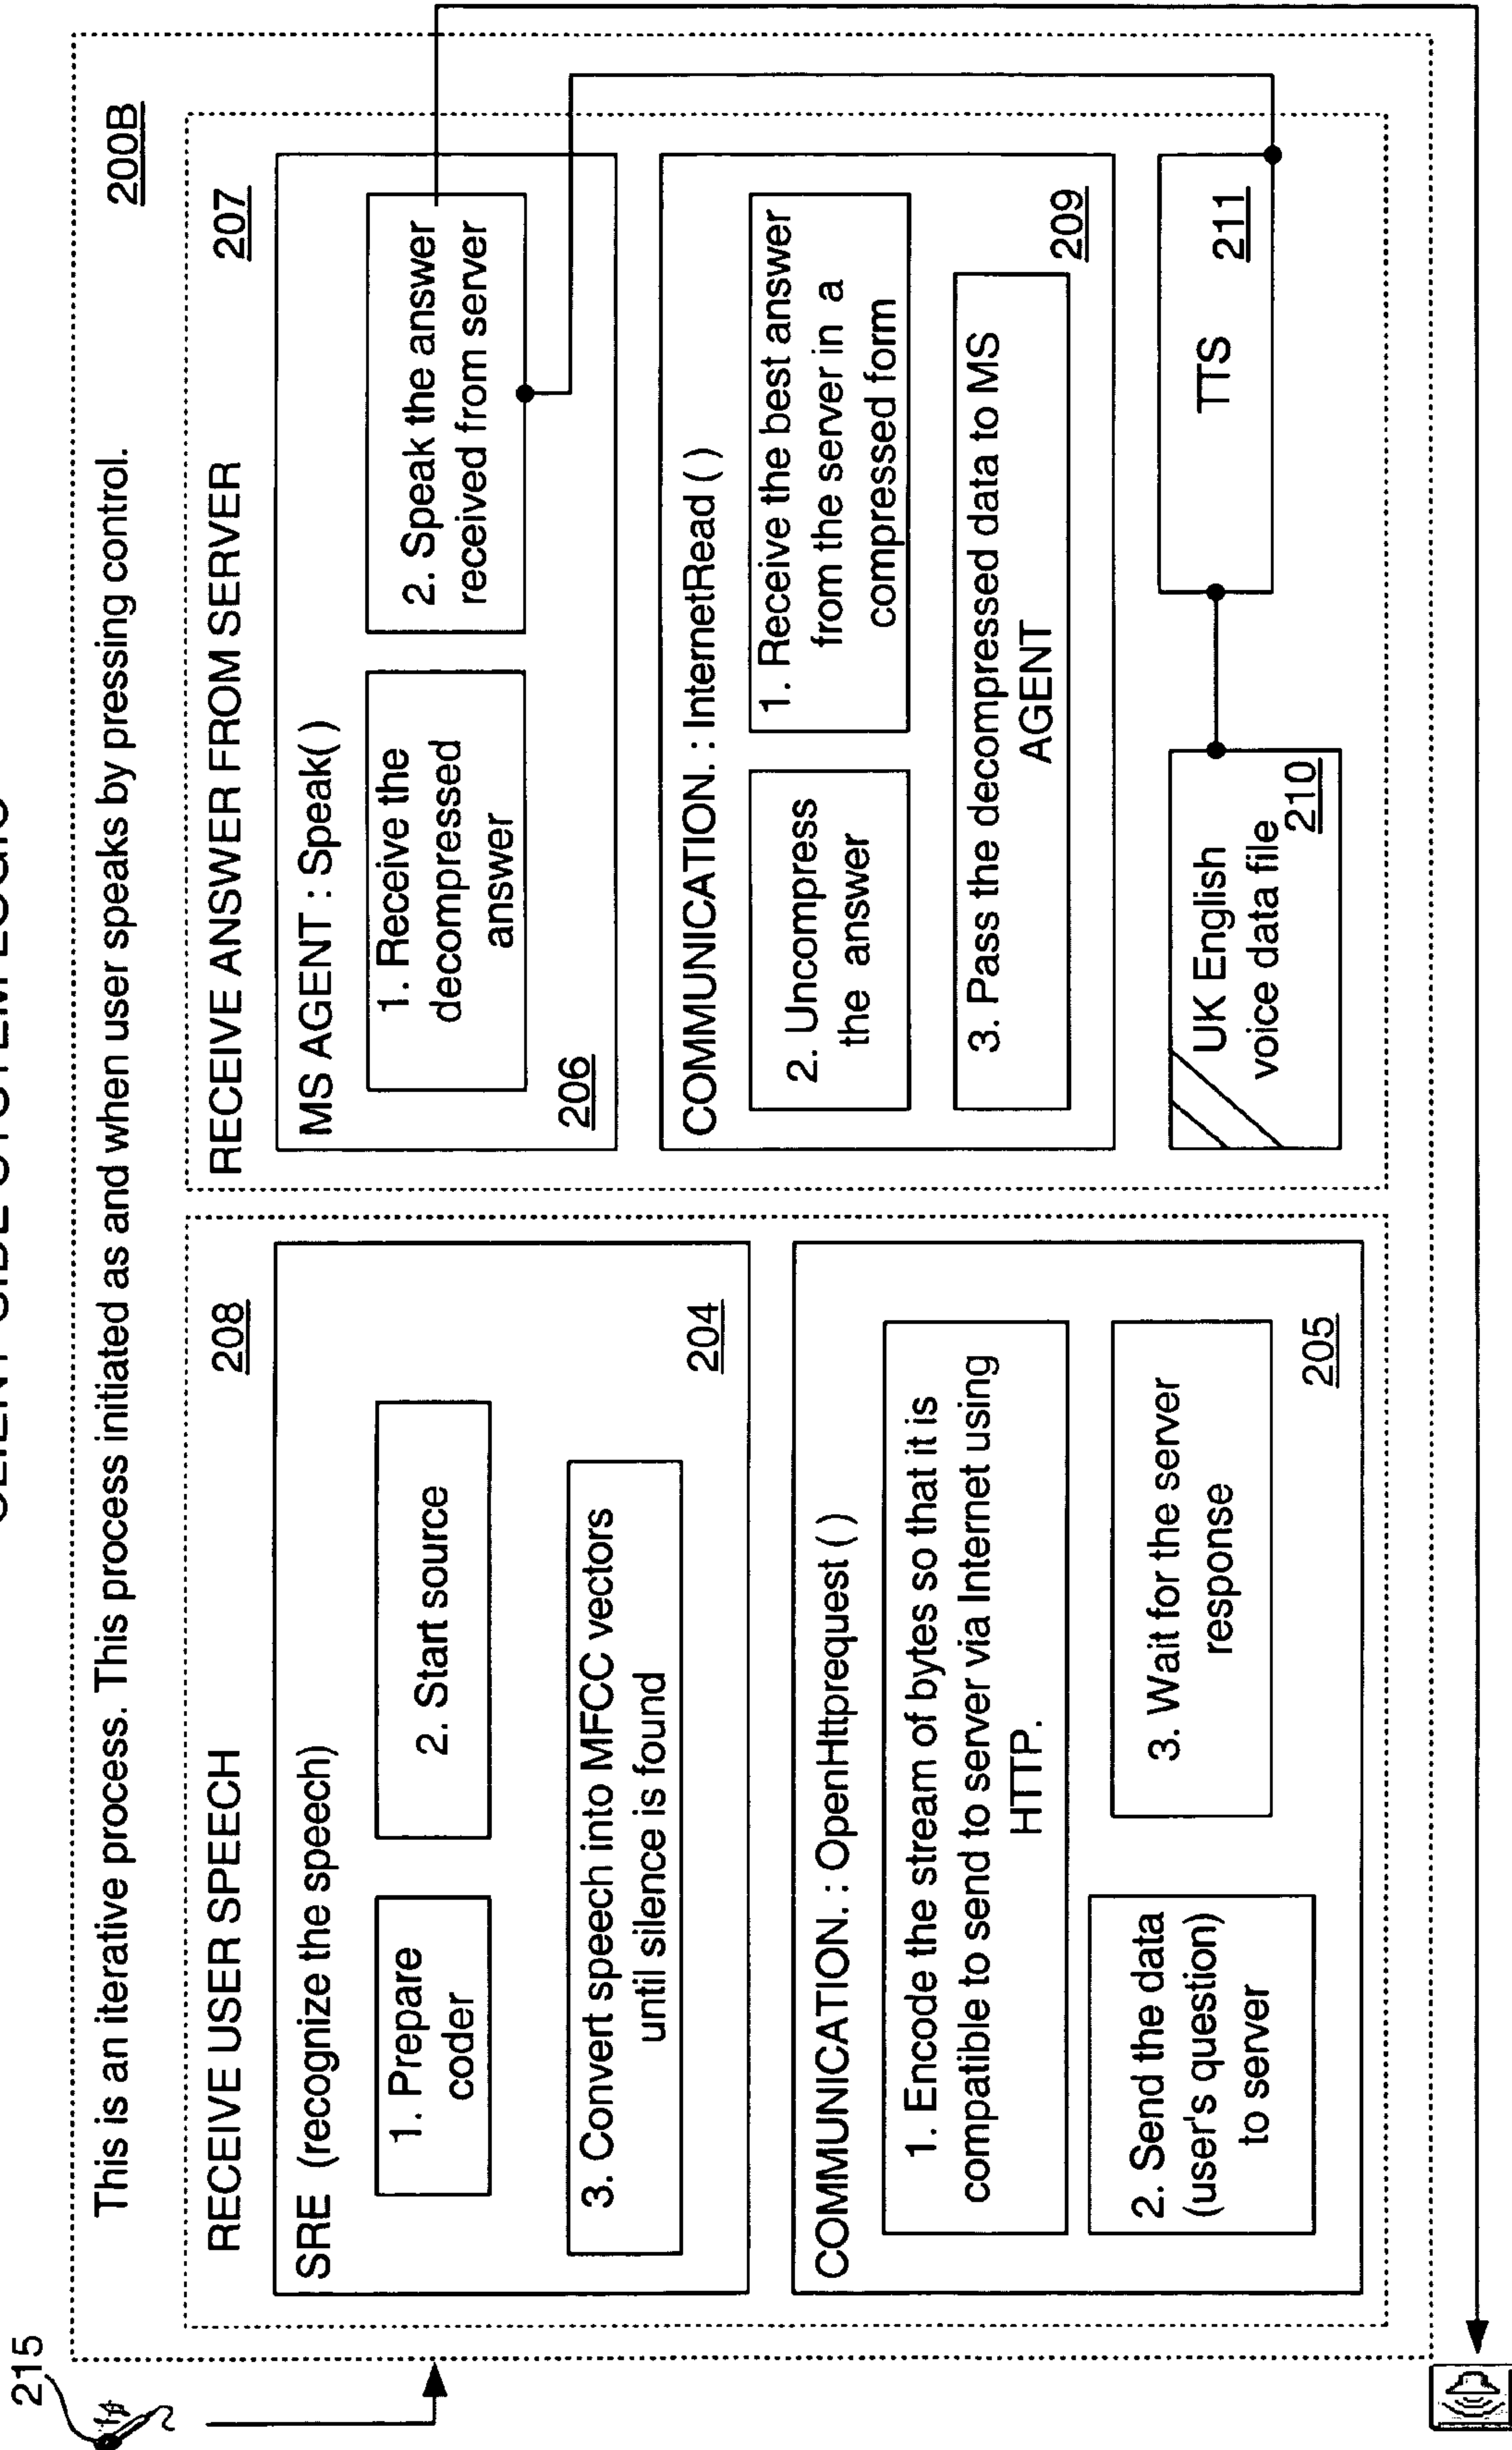 CLIENT SIDE SYSTEM LOGIC
215
This is an iterative process. This process initiated as and when user speaks by pressing control.
200B
RECEIVE USER SPEECH
208
SRE (recognize the speech)
1. Prepare
coder
2. Start source
3. Convert speech into MFCC vectors
until silence is found
204
COMMUNICATION. : OpenHttprequest ( )
1. Encode the stream of bytes so that it is
compatible to send to server via Internet using
HTTP.
2. Send the data
(user's question)
to server
3. Wait for the server
response
205
RECEIVE ANSWER FROM SERVER
207
MS AGENT : Speak( )
1. Receive the
decompressed
answer
2. Speak the answer
received from server
206
COMMUNICATION. : InternetRead ( )
2. Uncompress
the answer
1. Receive the best answer
from the server in a
compressed form
3. Pass the decompressed data to MS
AGENT
209
UK English
voice data file
210
TTS
211